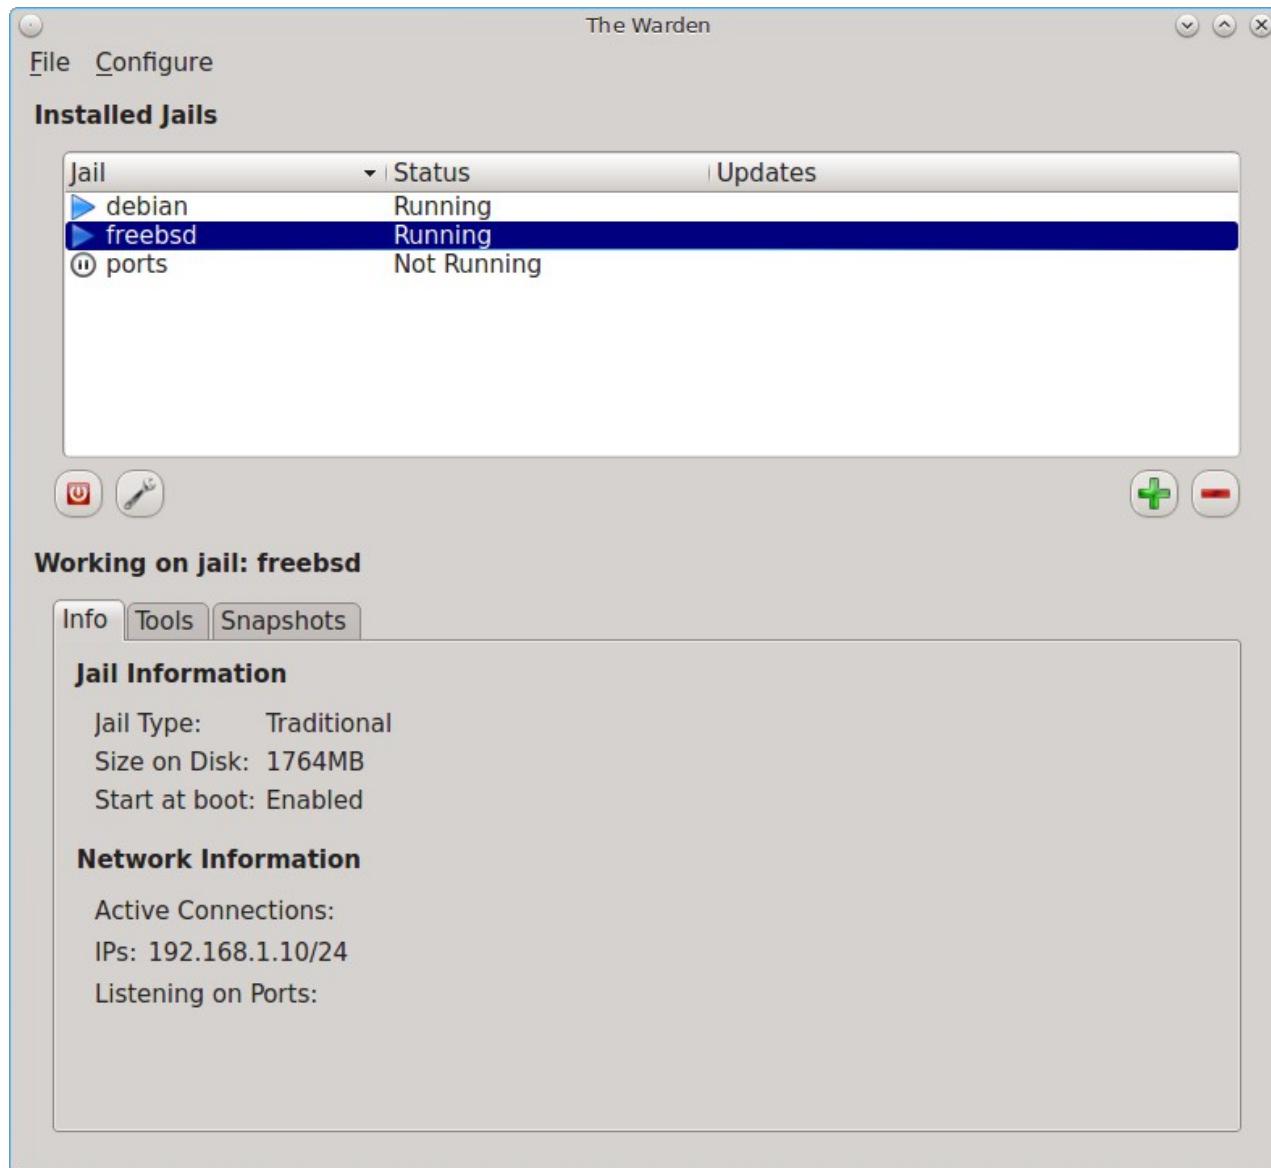 The Warden
File Configure
Installed Jails
Jail Status Updates
debian Running
freebsd Running
ports Not Running
Working on jail: freebsd
Info Tools Snapshots
Jail Information
Jail Type: Traditional
Size on Disk: 1764MB
Start at boot: Enabled
Network Information
Active Connections:
IPs: 192.168.1.10/24
Listening on Ports: